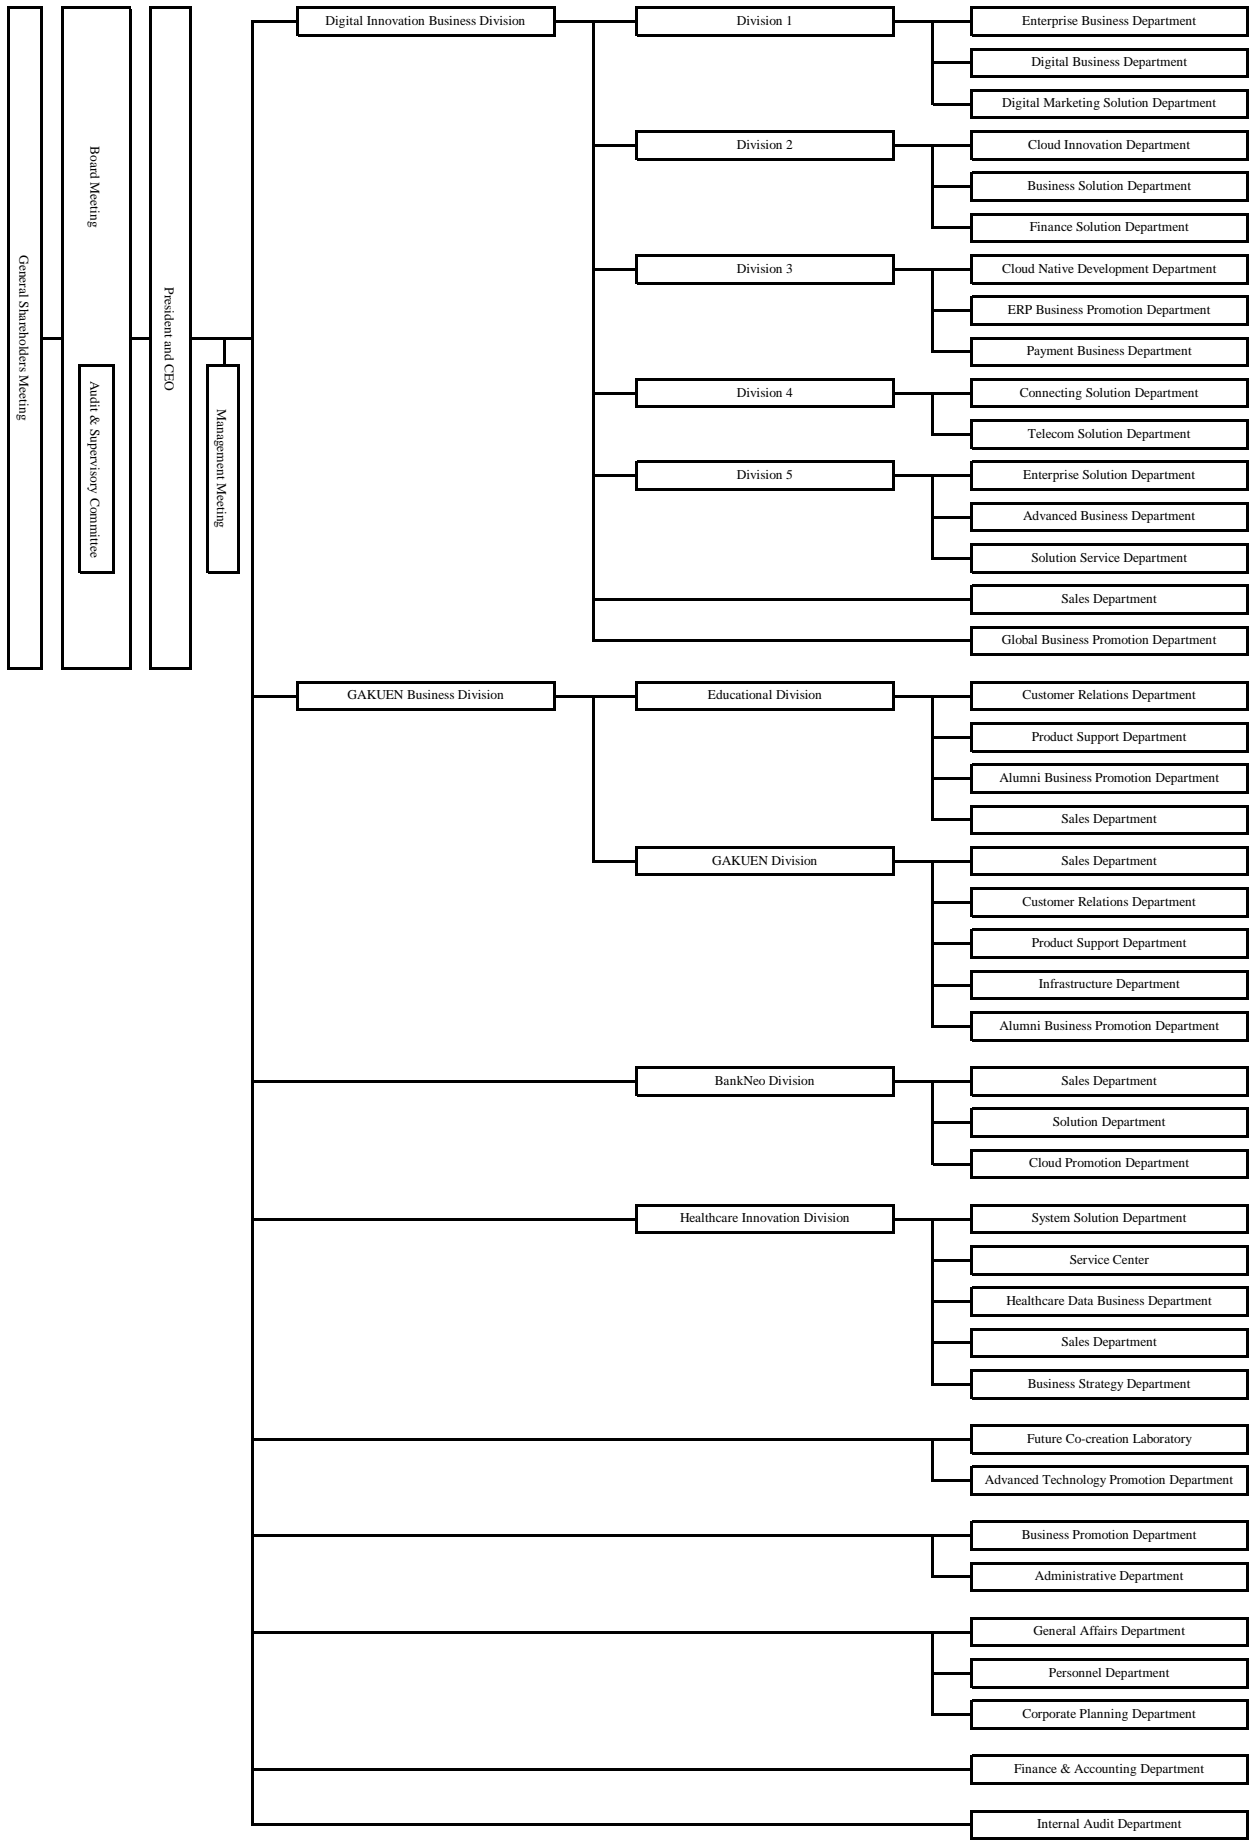 General Shareholders Meeting
Board Meeting
Audit & Supervisory Committee
President and CEO
Management Meeting
Digital Innovation Business Division
Division 1
Enterprise Business Department
Digital Business Department
Digital Marketing Solution Department
Division 2
Cloud Innovation Department
Business Solution Department
Finance Solution Department
Division 3
Cloud Native Development Department
ERP Business Promotion Department
Payment Business Department
Division 4
Connecting Solution Department
Telecom Solution Department
Division 5
Enterprise Solution Department
Advanced Business Department
Solution Service Department
Sales Department
Global Business Promotion Department
GAKUEN Business Division
Educational Division
Customer Relations Department
Product Support Department
Alumni Business Promotion Department
Sales Department
GAKUEN Division
Sales Department
Customer Relations Department
Product Support Department
Infrastructure Department
Alumni Business Promotion Department
BankNeo Division
Sales Department
Solution Department
Cloud Promotion Department
Healthcare Innovation Division
System Solution Department
Service Center
Healthcare Data Business Department
Sales Department
Business Strategy Department
Future Co-creation Laboratory
Advanced Technology Promotion Department
Business Promotion Department
Administrative Department
General Affairs Department
Personnel Department
Corporate Planning Department
Finance & Accounting Department
Internal Audit Department